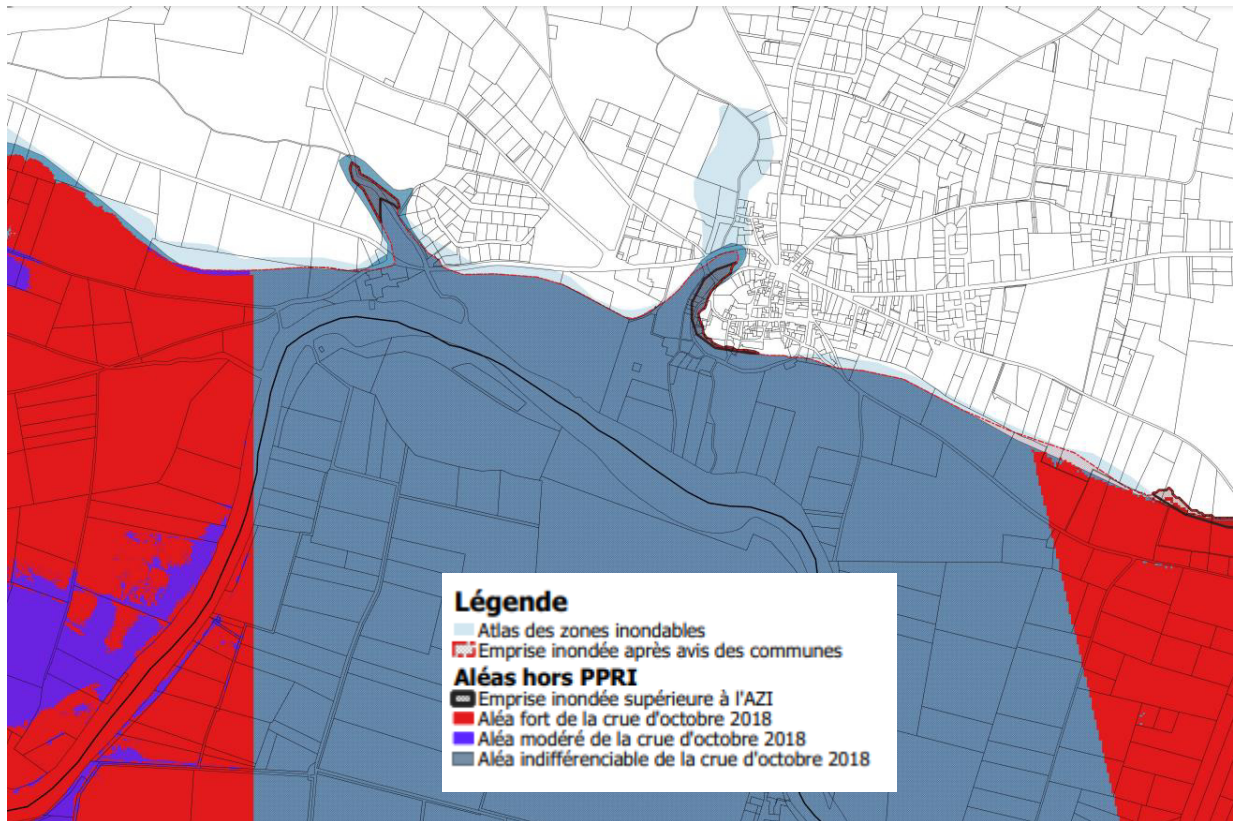 Légende
Atlas des zones inondables
Emprise inondée après avis des communes
Aléas hors PPRI
Emprise inondée supérieure à l'AZI
Aléa fort de la crue d'octobre 2018
Aléa modéré de la crue d'octobre 2018
Aléa indifférenciable de la crue d'octobre 2018